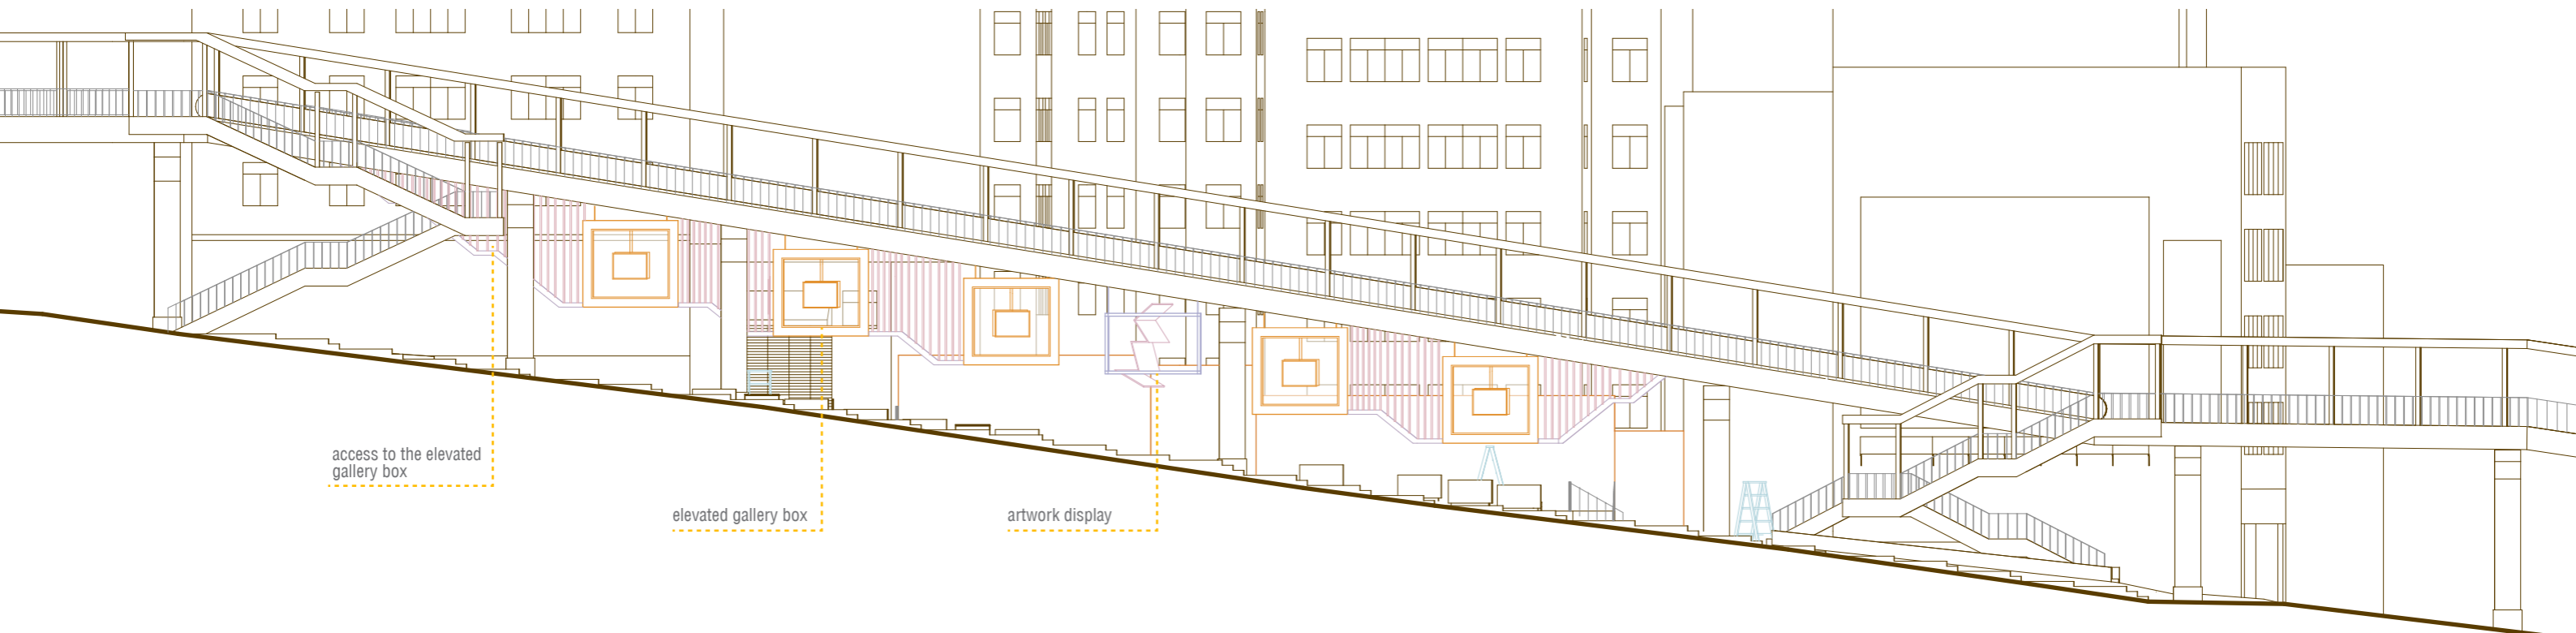 access to the elevated
gallery box
elevated gallery box
artwork display